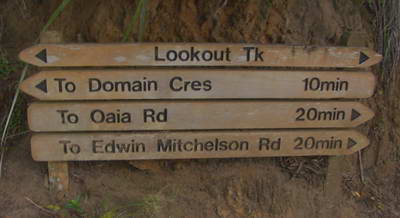 Lookout Tk
To Domain Cres 10min
To Oaia Rd 20min
To Edwin Mitchelson Rd 20min